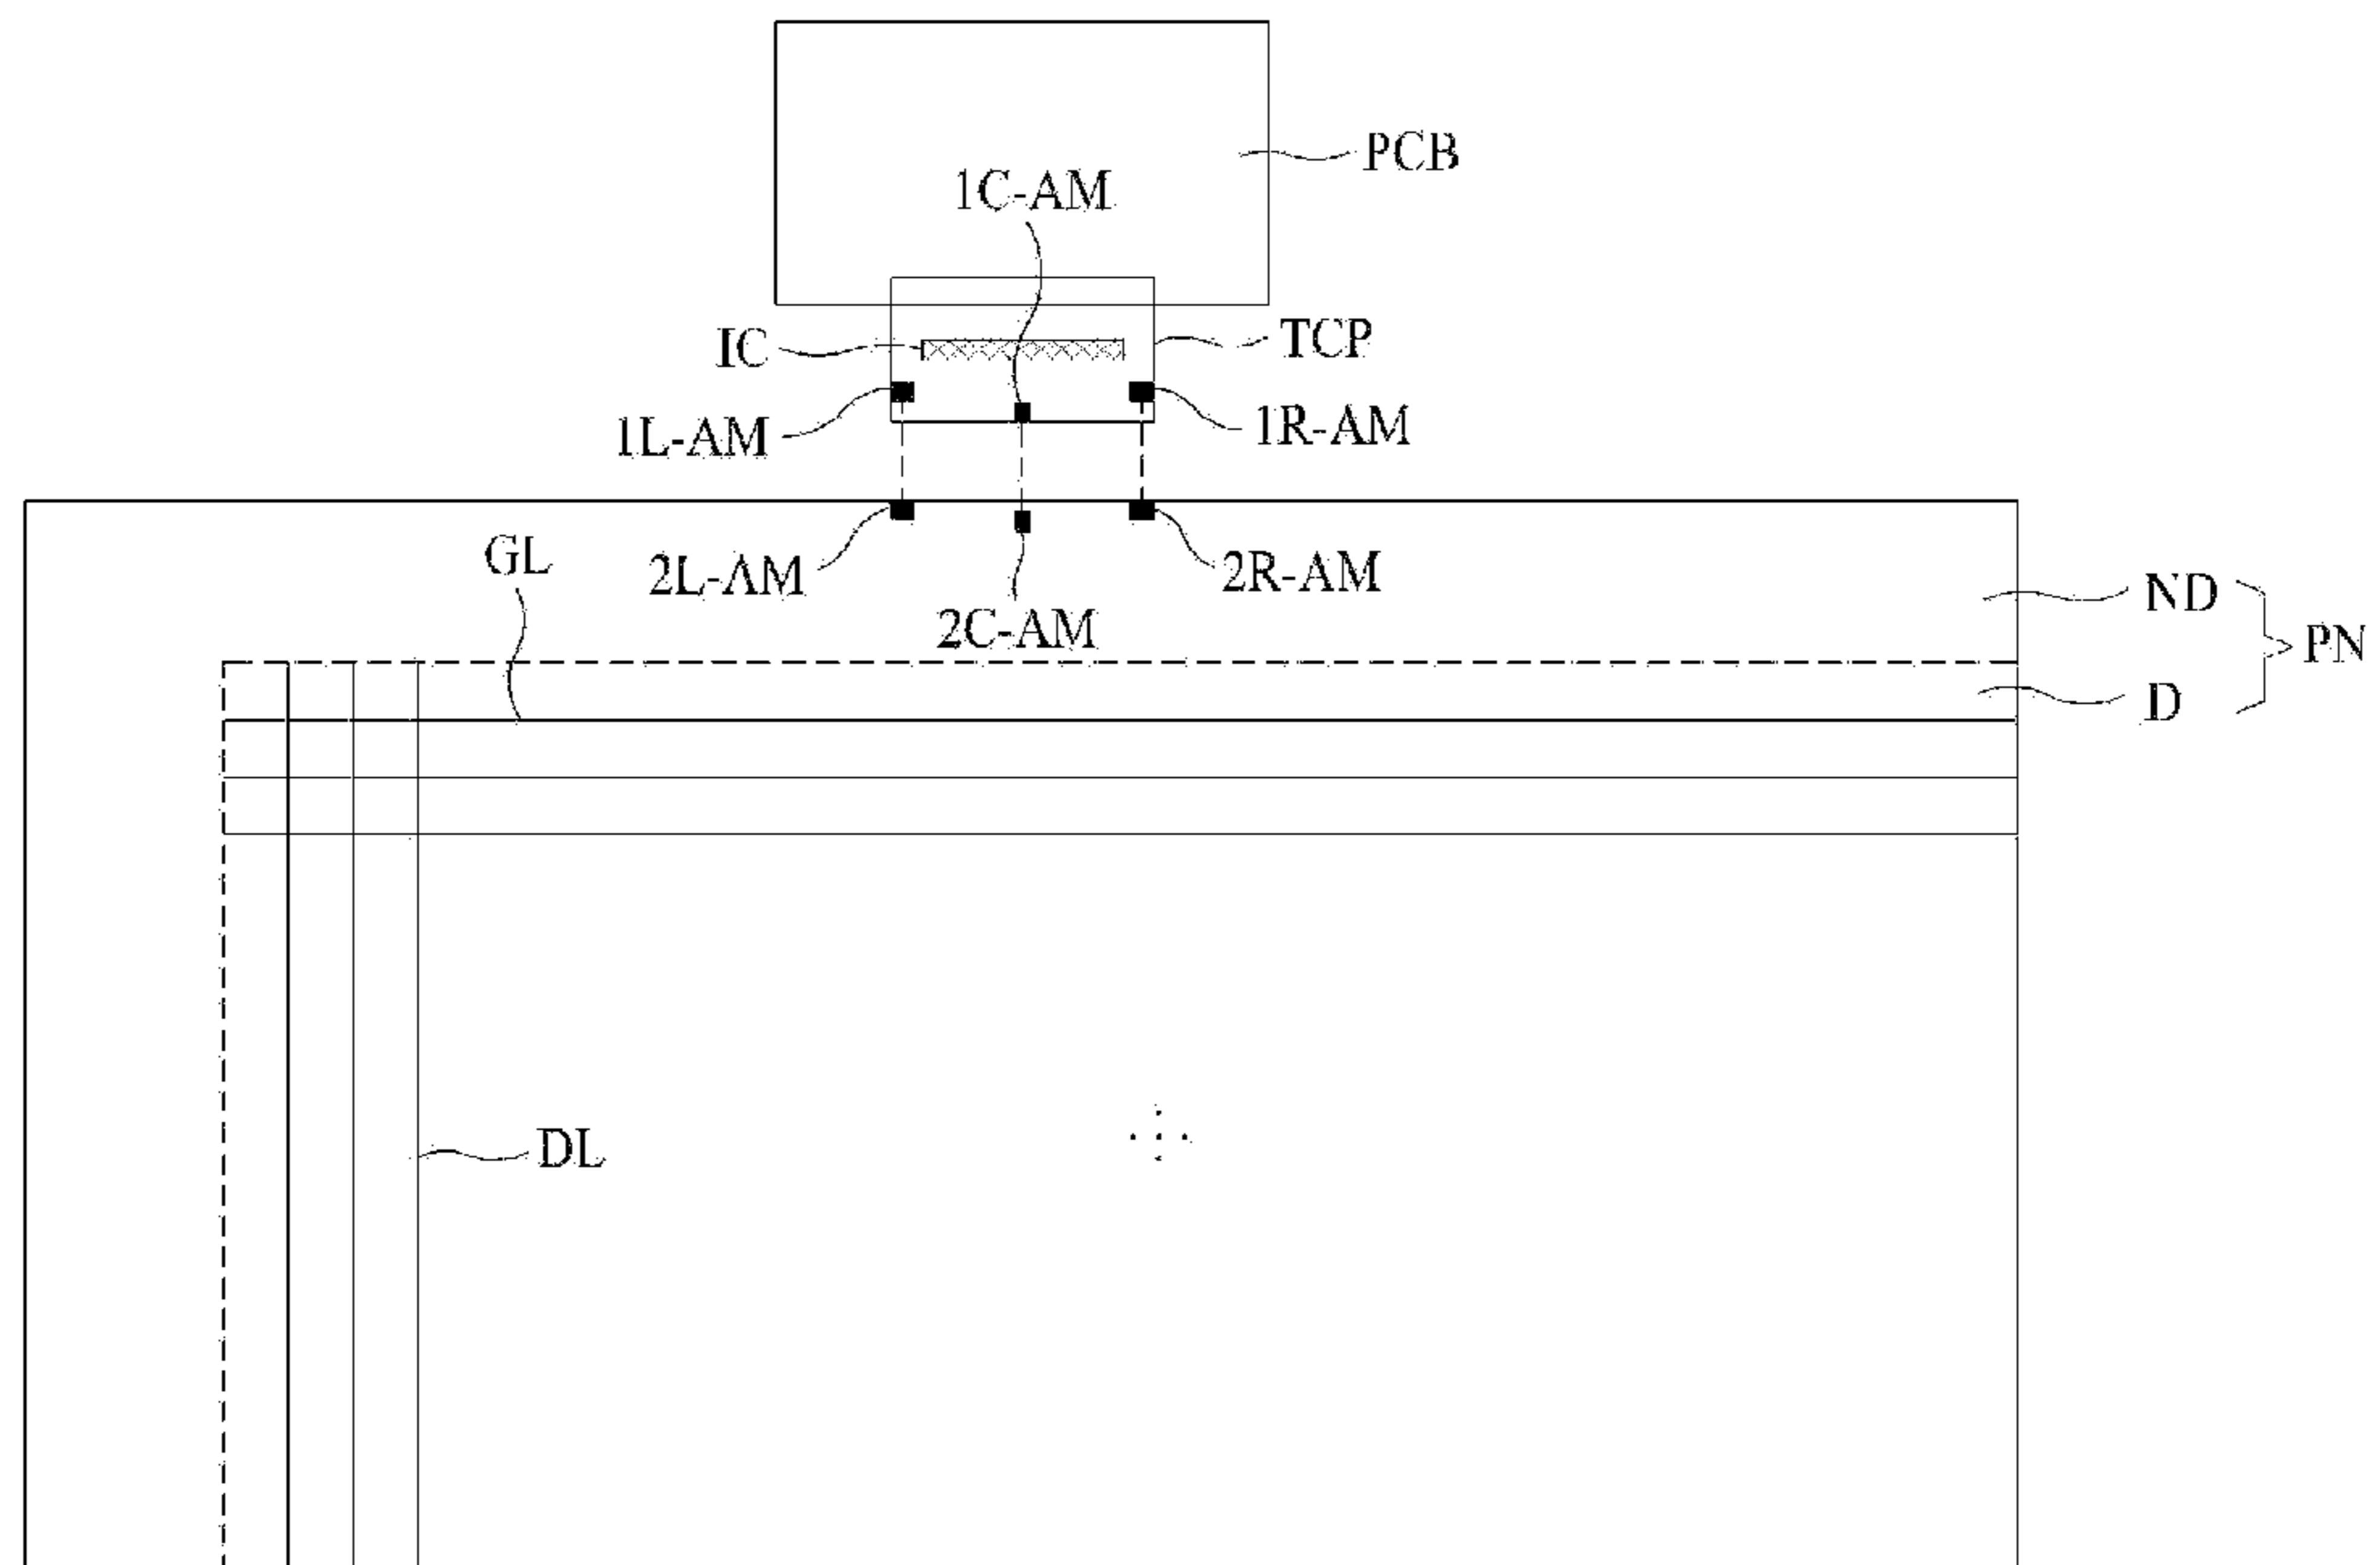 PCB
1C-AM
IC
TCP
1L-AM
1R-AM
GL
2L-AM
2R-AM
2C-AM
ND
PN
D
DL